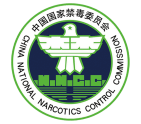 中国国家禁毒委员会
N.N.C.C.
CHINA NATIONAL NARCOTICS CONTROL COMMISSION